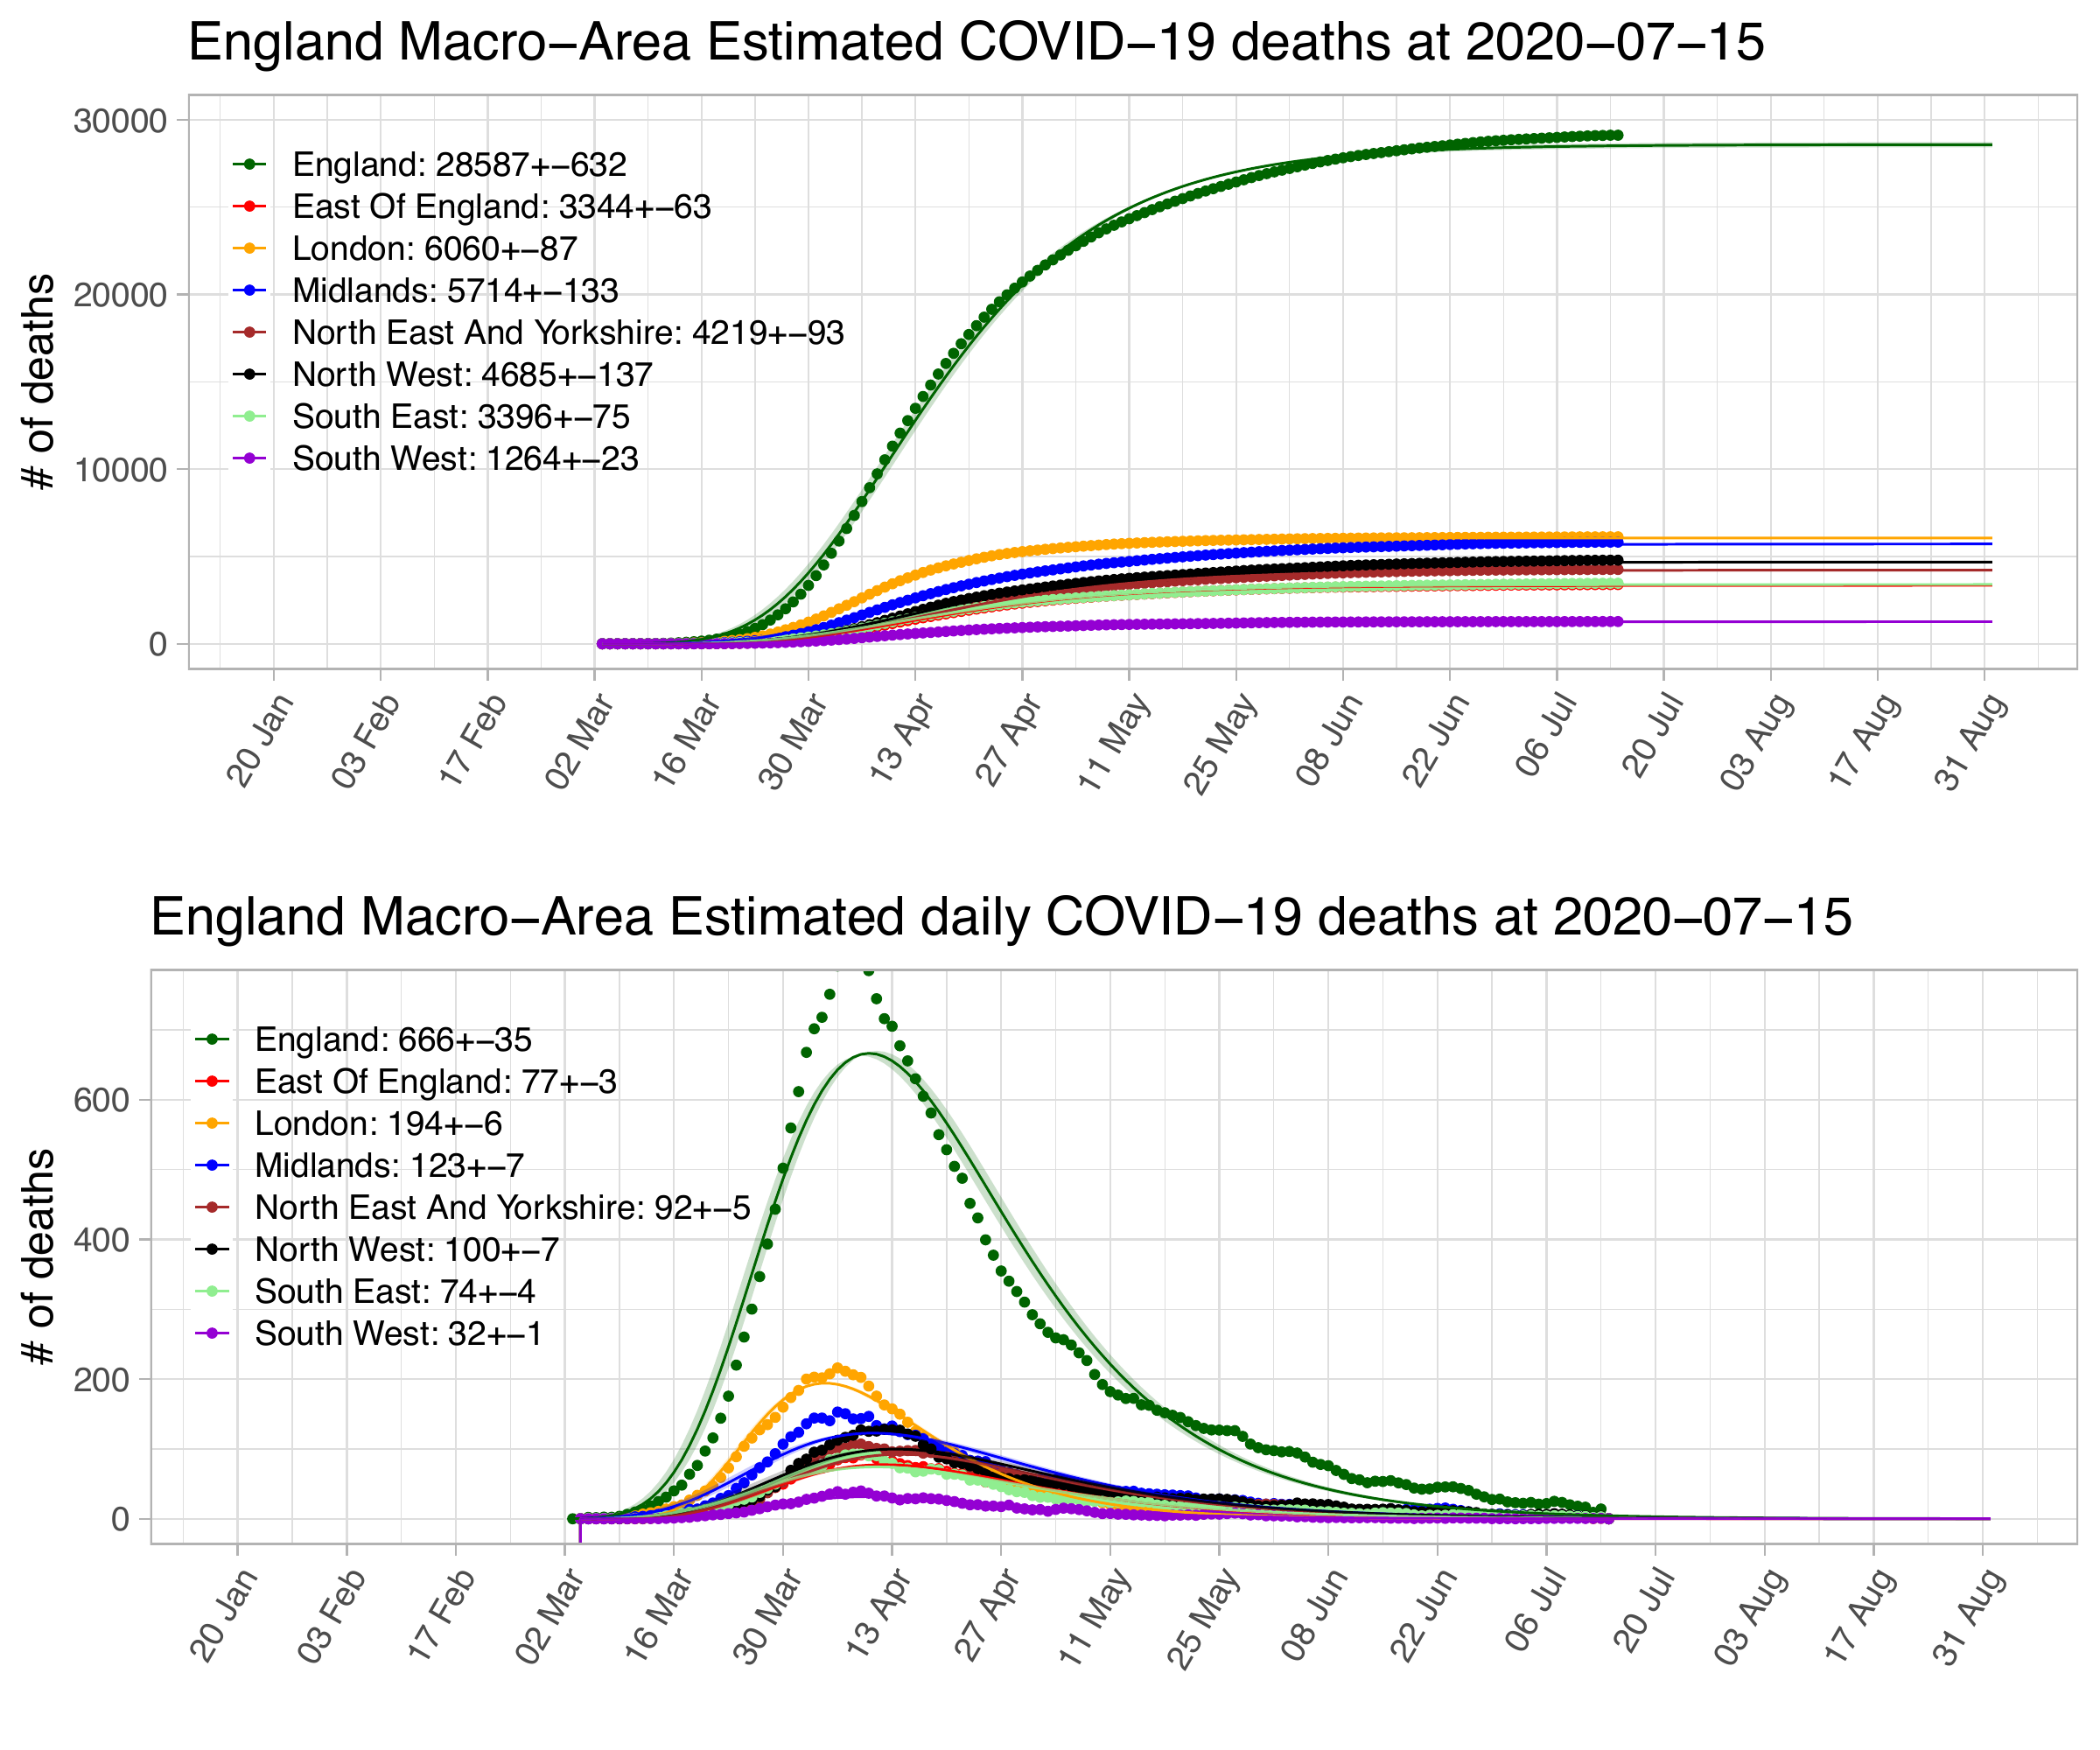 England Macro−Area Estimated COVID−19 deaths at 2020−07−15
# of deaths
30000
20000
10000
0
England: 28587+−632
East Of England: 3344+−63
London: 6060+−87
Midlands: 5714+−133
North East And Yorkshire: 4219+−93
North West: 4685+−137
South East: 3396+−75
South West: 1264+−23
20 Jan
03 Feb
17 Feb
02 Mar
16 Mar
30 Mar
13 Apr
27 Apr
11 May
25 May
08 Jun
22 Jun
06 Jul
20 Jul
03 Aug
17 Aug
31 Aug
England Macro−Area Estimated daily COVID−19 deaths at 2020−07−15
# of deaths
600
400
200
0
England: 666+−35
East Of England: 77+−3
London: 194+−6
Midlands: 123+−7
North East And Yorkshire: 92+−5
North West: 100+−7
South East: 74+−4
South West: 32+−1
20 Jan
03 Feb
17 Feb
02 Mar
16 Mar
30 Mar
13 Apr
27 Apr
11 May
25 May
08 Jun
22 Jun
06 Jul
20 Jul
03 Aug
17 Aug
31 Aug